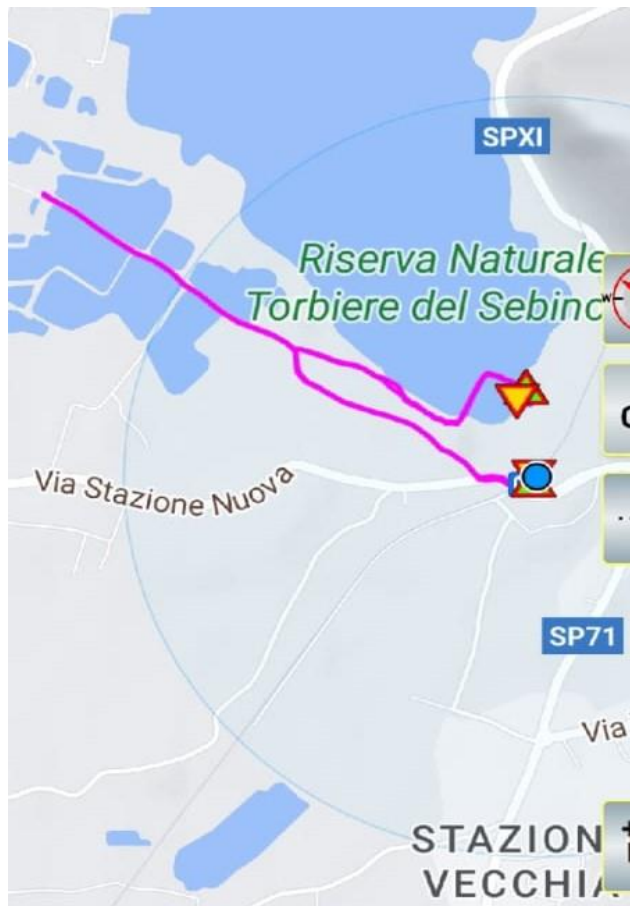 SPXI
Riserva Naturale
Torbiere del Sebino
W
Via Stazione Nuova
SP71
Via
STAZION
VECCHIA